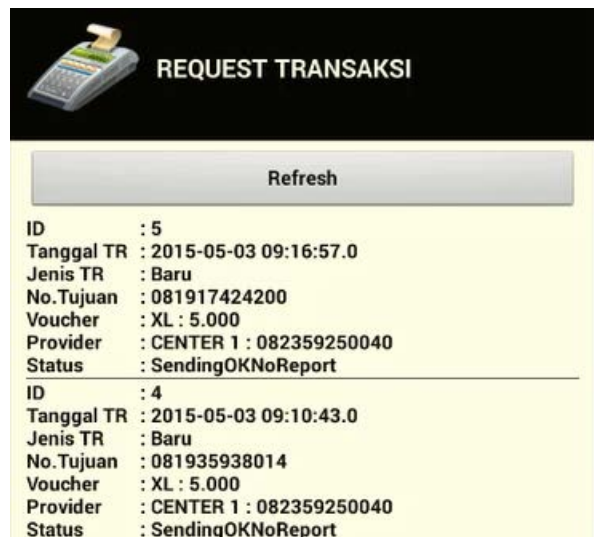 REQUEST TRANSAKSI
Refresh
ID : 5
Tanggal TR : 2015-05-03 09:16:57.0
Jenis TR : Baru
No.Tujuan : 081917424200
Voucher : XL : 5.000
Provider : CENTER 1 : 082359250040
Status : SendingOKNoReport
ID : 4
Tanggal TR : 2015-05-03 09:10:43.0
Jenis TR : Baru
No.Tujuan : 081935938014
Voucher : XL : 5.000
Provider : CENTER 1 : 082359250040
Status : SendingOKNoReport